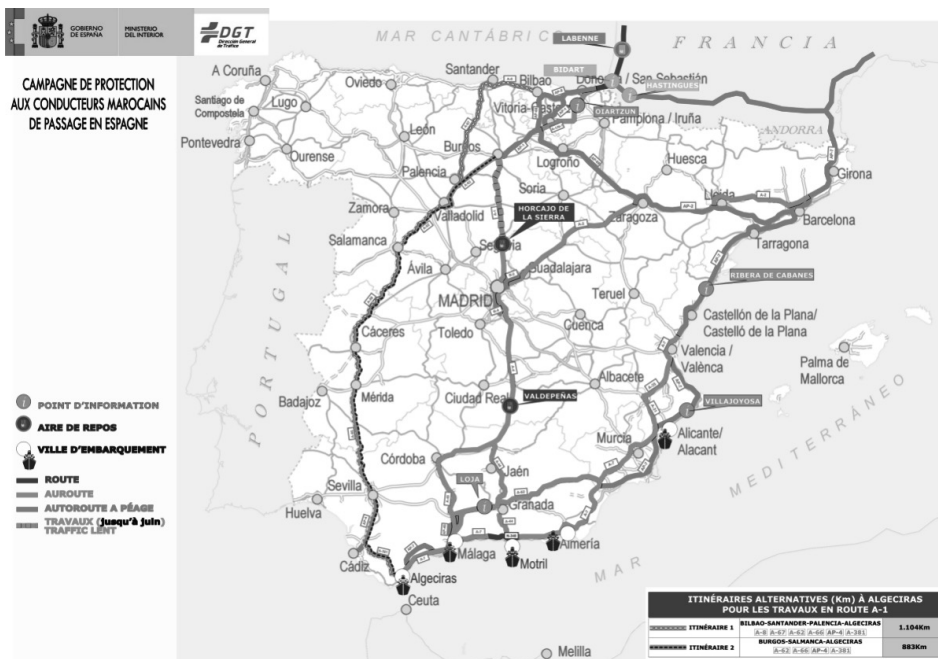 GOBIERNO
DE ESPAÑA
MINISTERIO
DEL INTERIOR
DGT
Dirección General
de Tráfico
CAMPAGNE DE PROTECTION
AUX CONDUCTEURS MAROCAINS
DE PASSAGE EN ESPAGNE
MAR CANTÁBRICO
LABENNE
FRANCIA
BIDART
HASTINGUES
OIARTZUN
A Coruña
Santiago de
Compostela
Lugo
Pontevedra
Ourense
Oviedo
Santander
Bilbao
San Sebastián
Pamplona / Iruña
ANDORRA
León
Burgos
Logroño
Huesca
Girona
Palencia
Soria
Zaragoza
Lleida
Barcelona
Tarragona
Zamora
Valladolid
HORCAJO DE
LA SIERRA
Segovia
Salamanca
Ávila
Guadalajara
RIBERA DE CABANES
MADRID
Teruel
PORTUGAL
Cuenca
Castellón de la Plana/
Castelló de la Plana
Toledo
Cáceres
Valencia /
València
Palma de
Mallorca
Albacete
Badajoz
Mérida
Ciudad Real
VALDEPEÑAS
VILLAJOYOSA
Alicante/
Alacant
Murcia
MEDITERRÁNEO
MAR
Córdoba
Jaén
LOJA
Sevilla
Huelva
Granada
Cádiz
Málaga
Motril
Almería
Algeciras
Ceuta
Melilla
POINT D'INFORMATION
AIRE DE REPOS
VILLE D'EMBARQUEMENT
ROUTE
AUROUTE
AUTOROUTE A PÉAGE
TRAVAUX (jusqu'à juin)
TRAFFIC LENT
ITINÉRAIRES ALTERNATIVES (Km) À ALGECIRAS
POUR LES TRAVAUX EN ROUTE A-1
ITINÉRAIRE 1 BILBAO-SANTANDER-PALENCIA-ALGECIRAS 1.104Km
A-8 A-67 A-62 A-66 AP-4 A-381
ITINÉRAIRE 2 BURGOS-SALMANCA-ALGECIRAS 883Km
A-62 A-66 AP-4 A-381